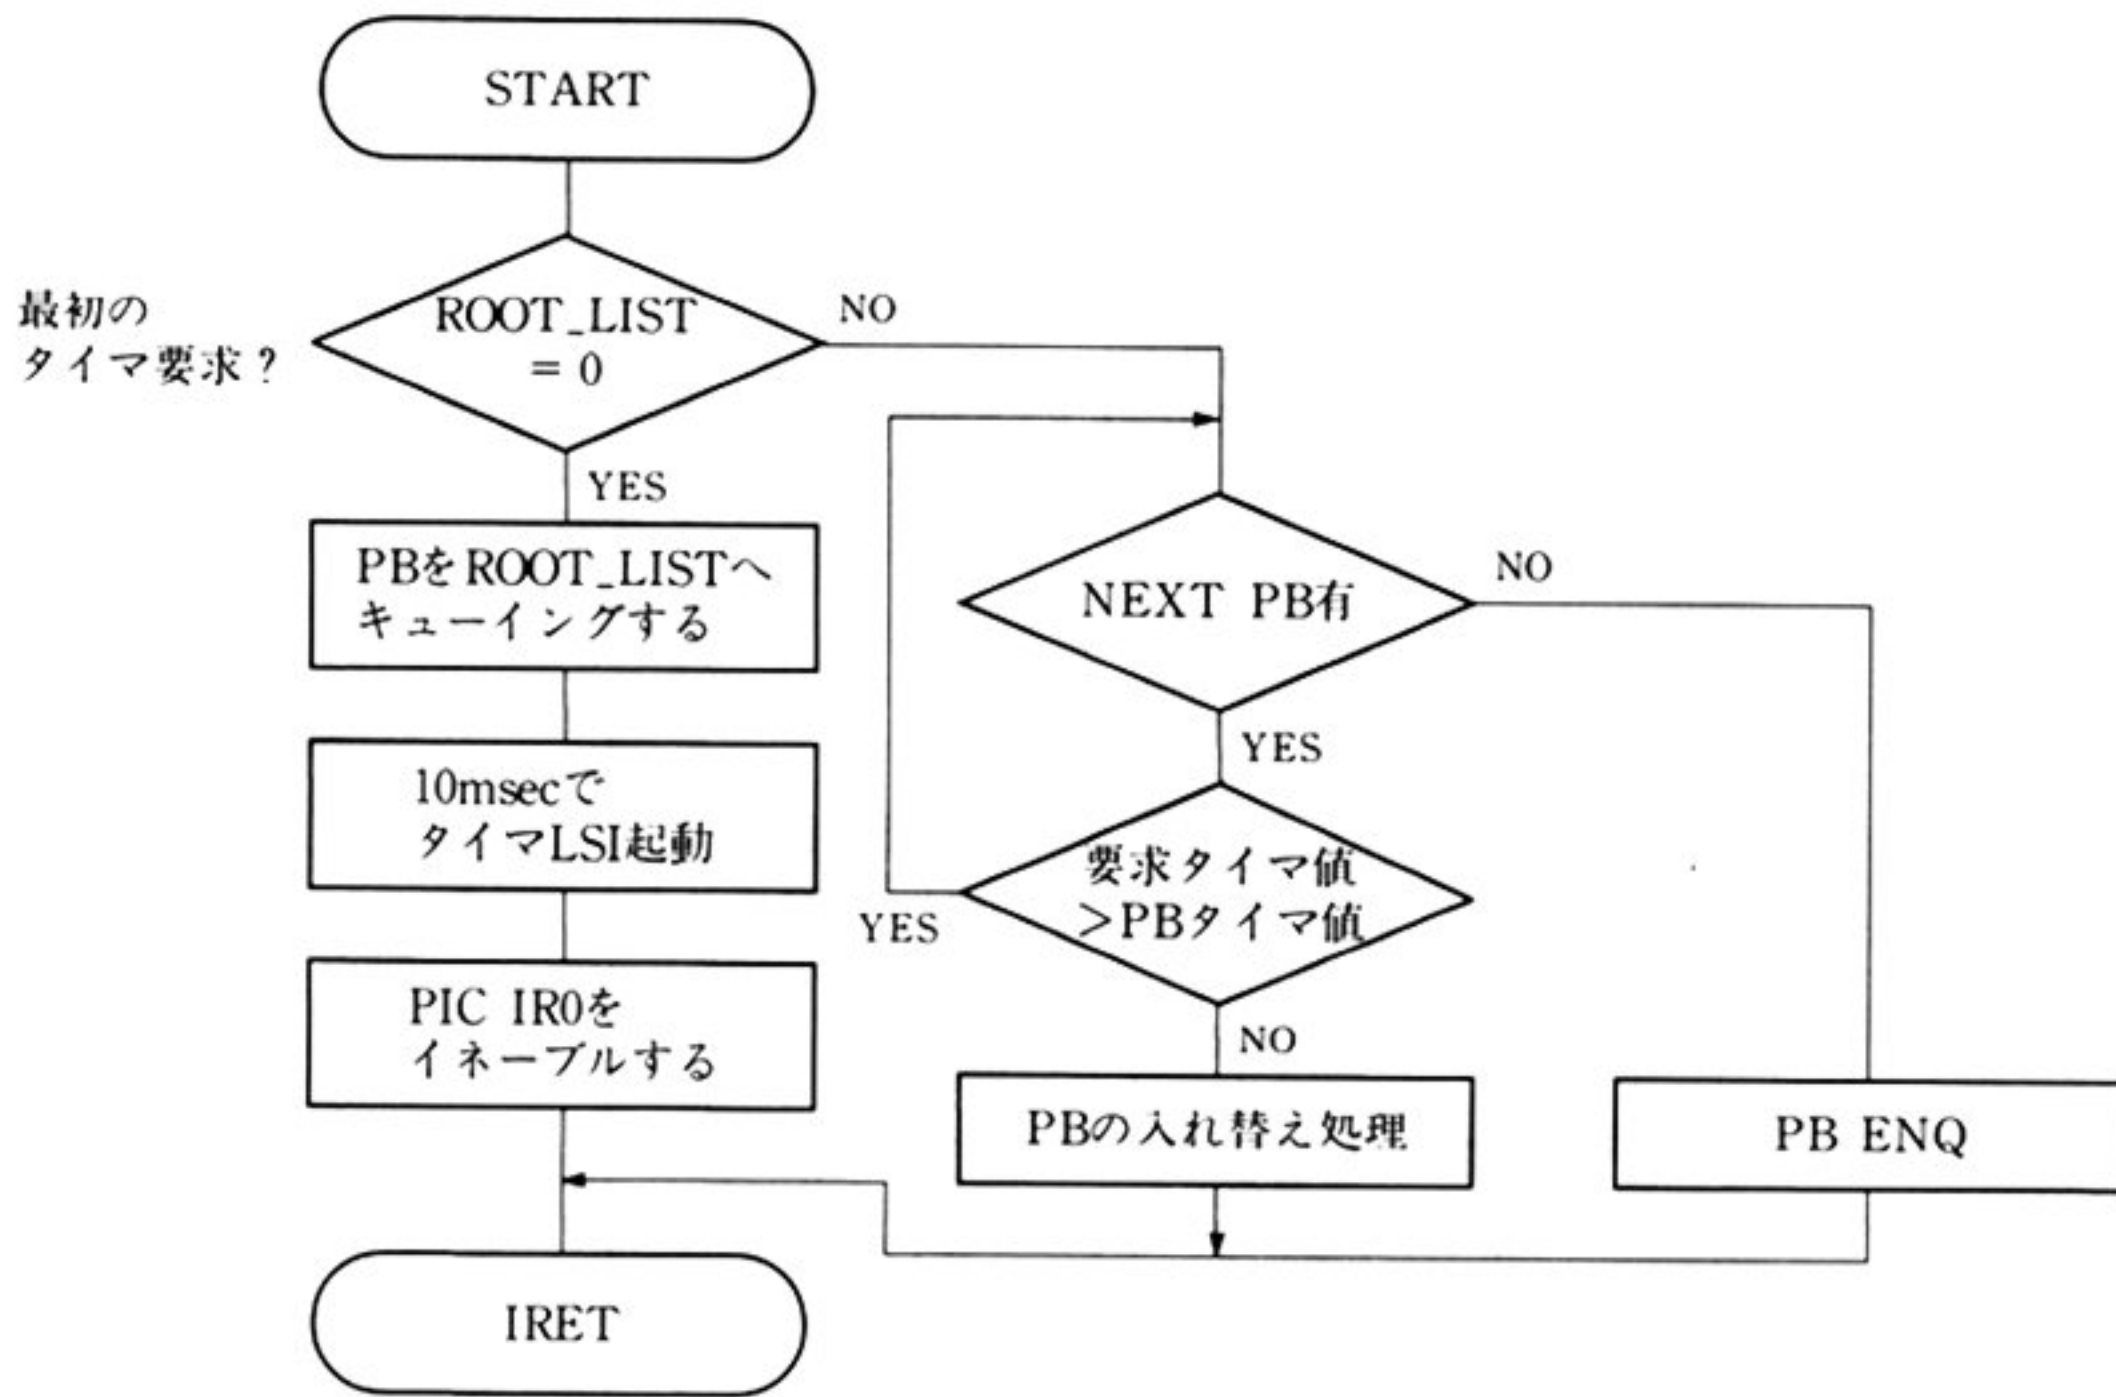 START
最初の
タイマ要求？
ROOT_LIST
= 0
NO
YES
PBをROOT_LISTへ
キューイングする
10msecで
タイマLSI起動
PIC IR0を
イネーブルする
IRET
NEXT PB有
NO
YES
要求タイマ値
>PBタイマ値
YES
NO
PBの入れ替え処理
PB ENQ